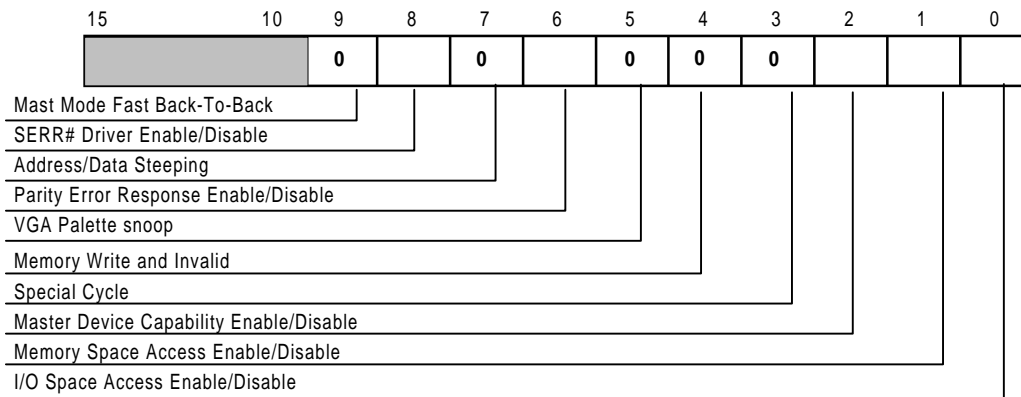 15 10 9 8 7 6 5 4 3 2 1 0
0 0 0 0 0
Mast Mode Fast Back-To-Back
SERR# Driver Enable/Disable
Address/Data Steeping
Parity Error Response Enable/Disable
VGA Palette snoop
Memory Write and Invalid
Special Cycle
Master Device Capability Enable/Disable
Memory Space Access Enable/Disable
I/O Space Access Enable/Disable